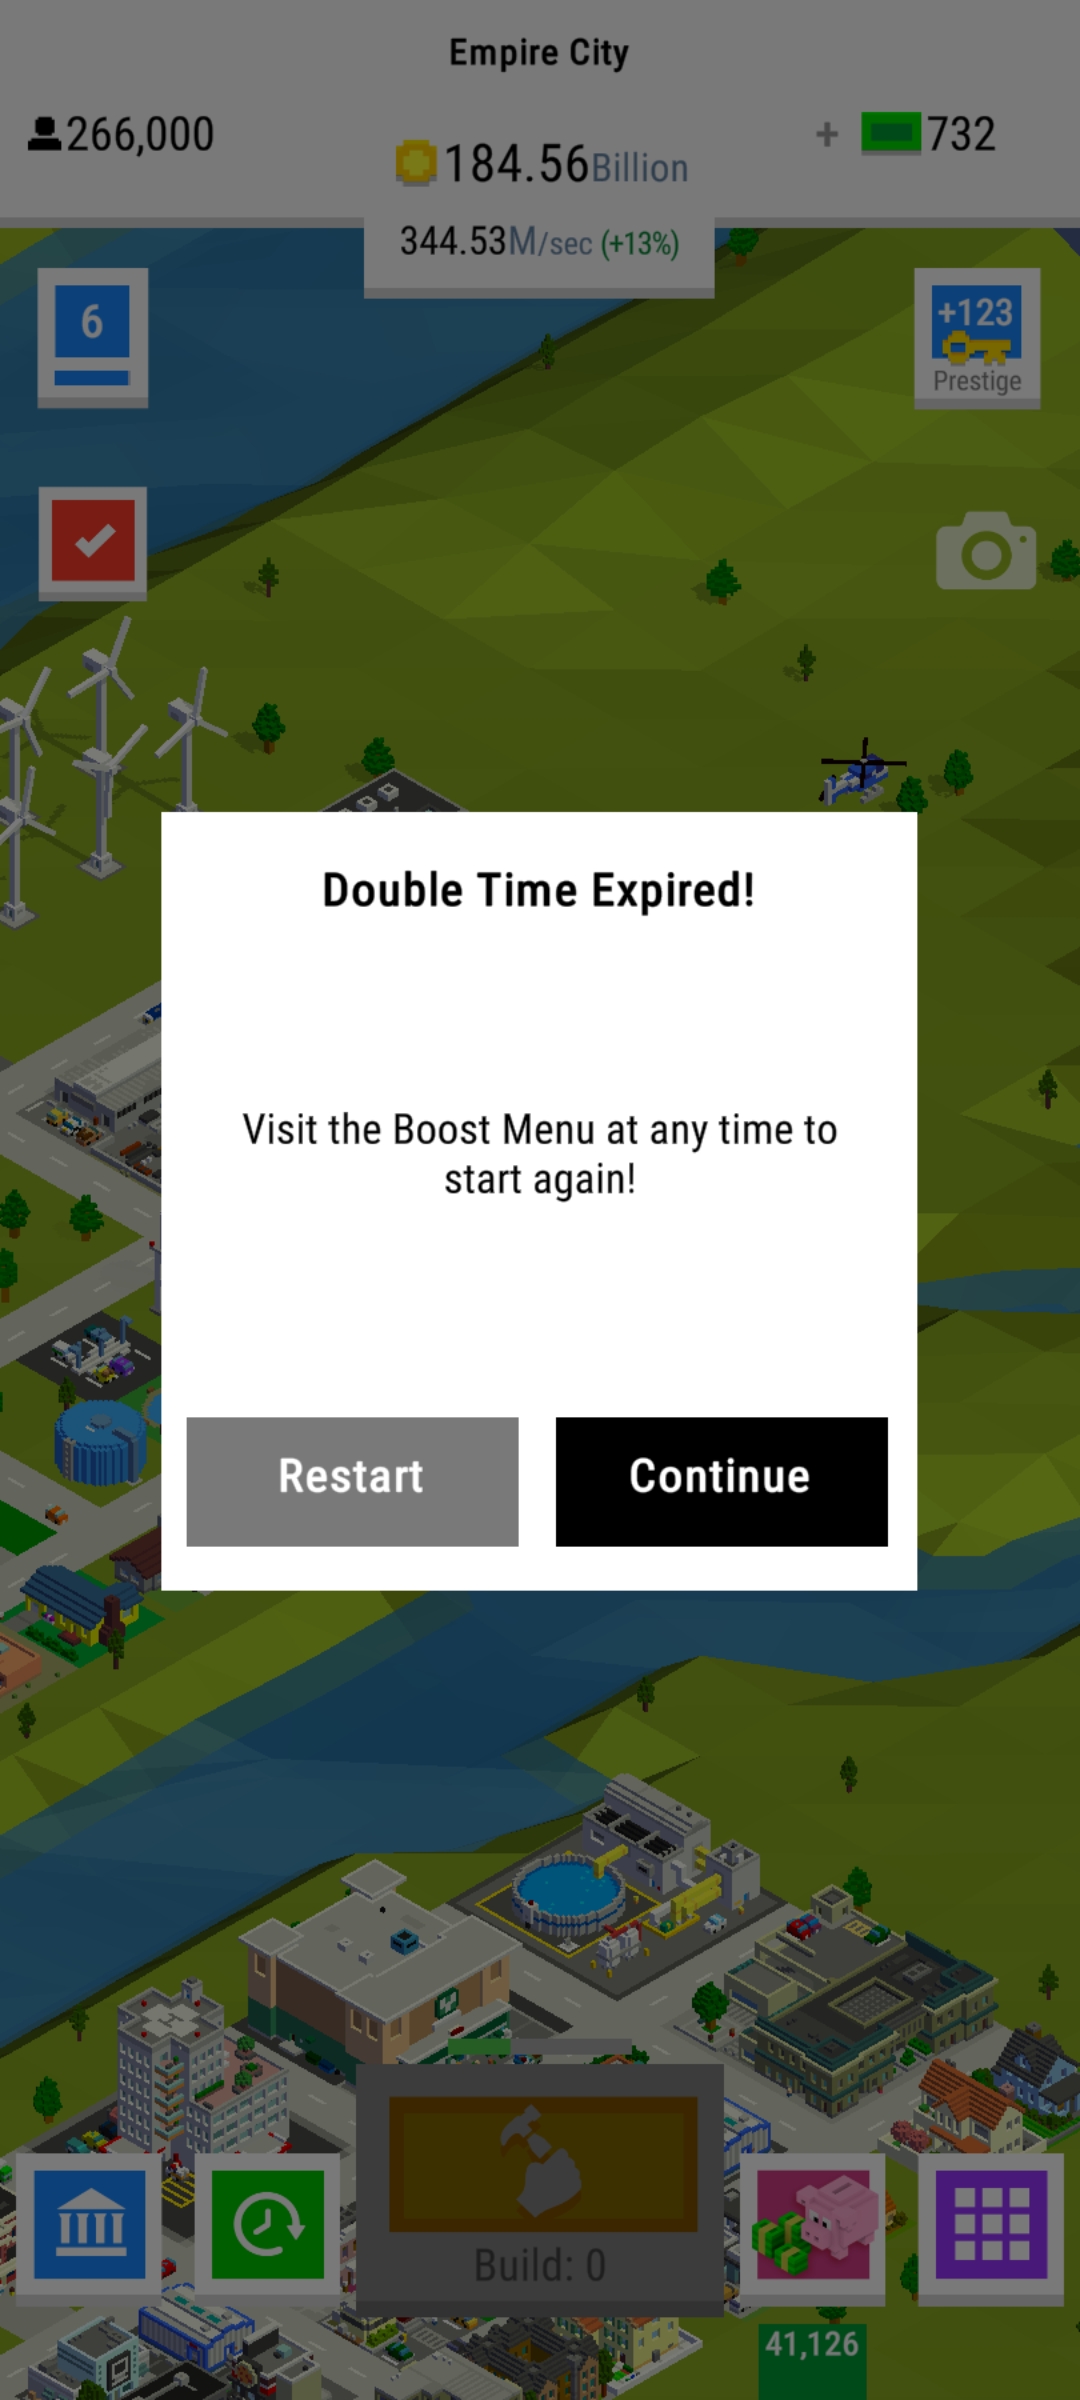 Empire City
266,000
184.56Billion
+ 732
344.53M/sec (+13%)
6
+123
Prestige
Double Time Expired!
Visit the Boost Menu at any time to
start again!
Restart
Continue
Build: 0
41,126